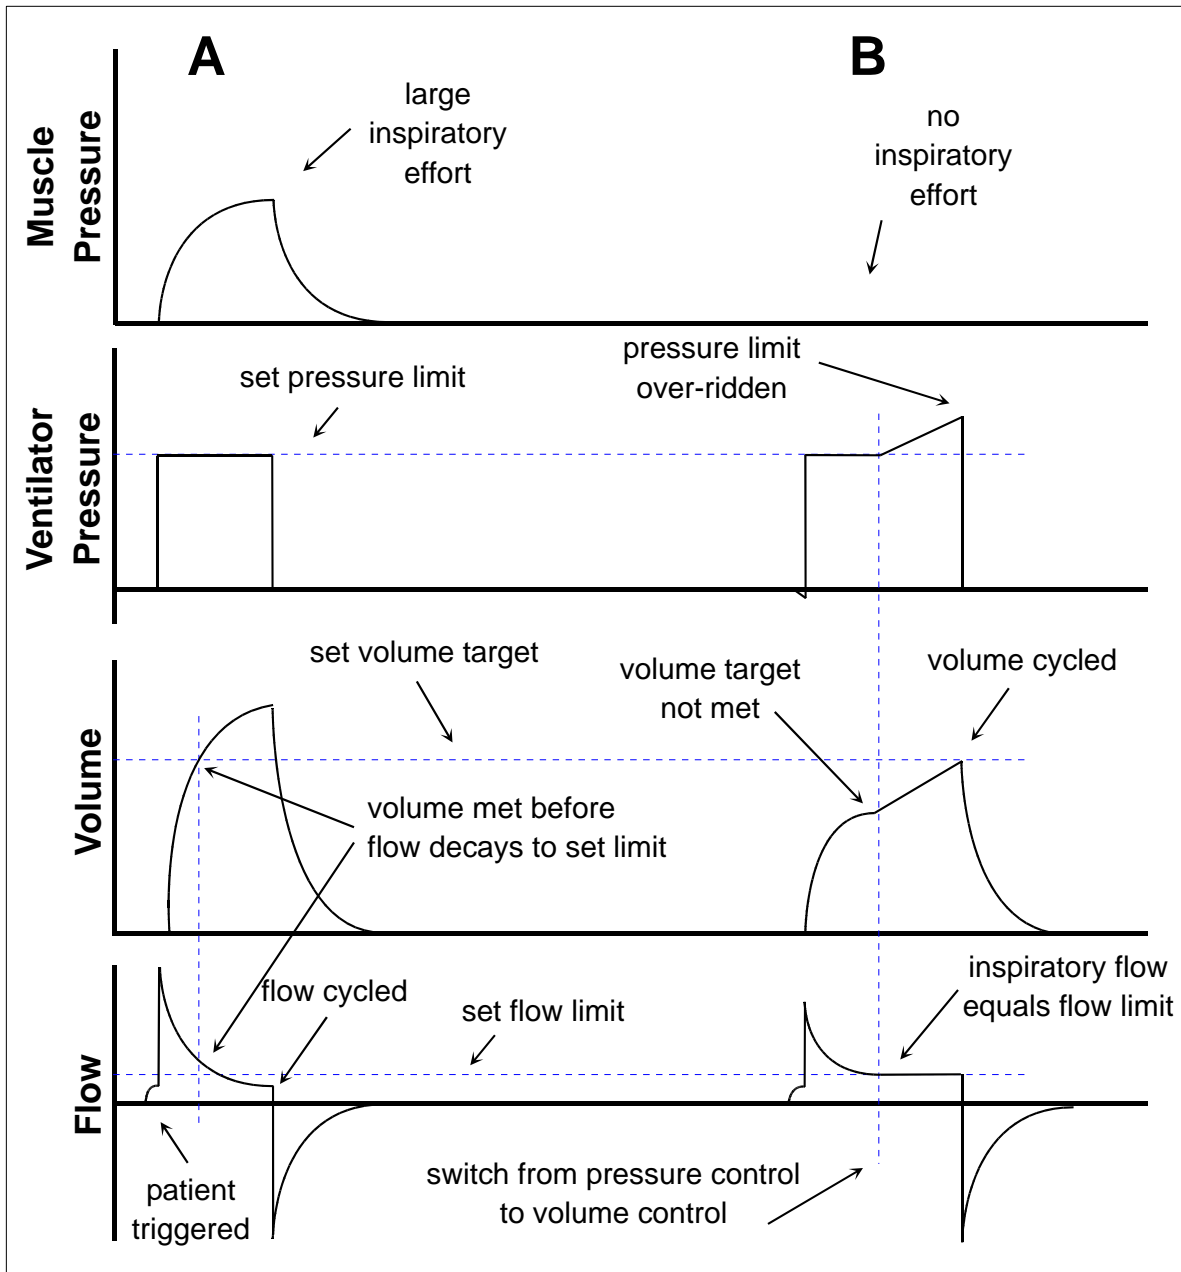 A
B
Muscle
Pressure
large
inspiratory
effort
no
inspiratory
effort
Ventilator
Pressure
set pressure limit
pressure limit
over-ridden
Volume
set volume target
volume target
not met
volume cycled
volume met before
flow decays to set limit
Flow
flow cycled
set flow limit
inspiratory flow
equals flow limit
patient
triggered
switch from pressure control
to volume control